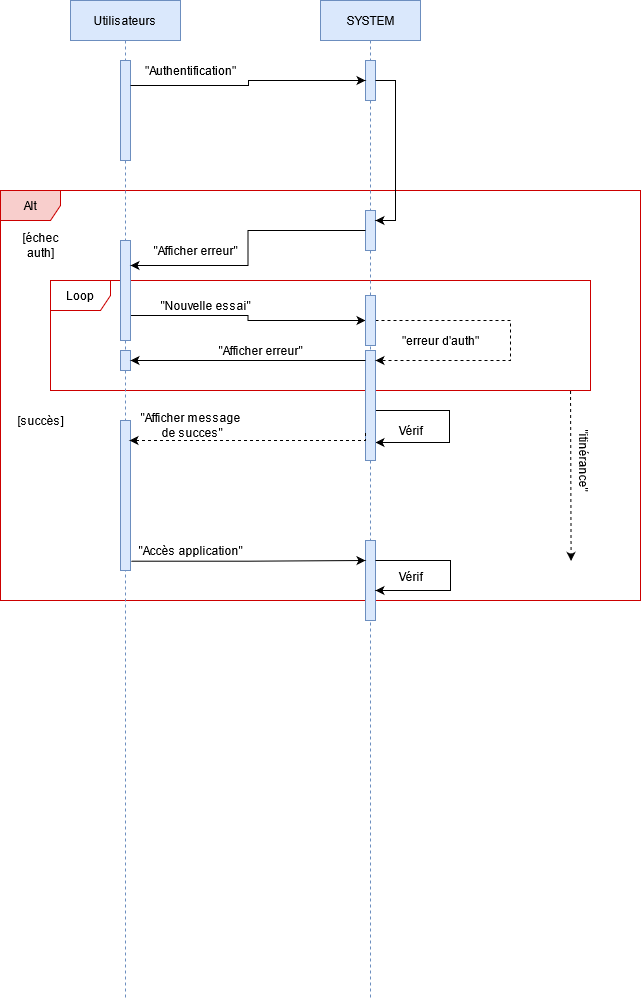 Utilisateurs
SYSTEM
"Authentification"
Alt
[échec
auth]
"Afficher erreur"
Loop
"Nouvelle essai"
"erreur d'auth"
"Afficher erreur"
[succès]
"Afficher message
de succes"
Vérif
"itinérance"
"Accès application"
Vérif